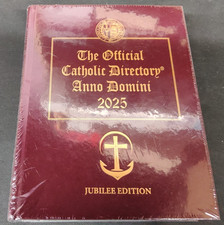 The Official
Catholic Directory®
Anno Domini
2025
JUBILEE EDITION